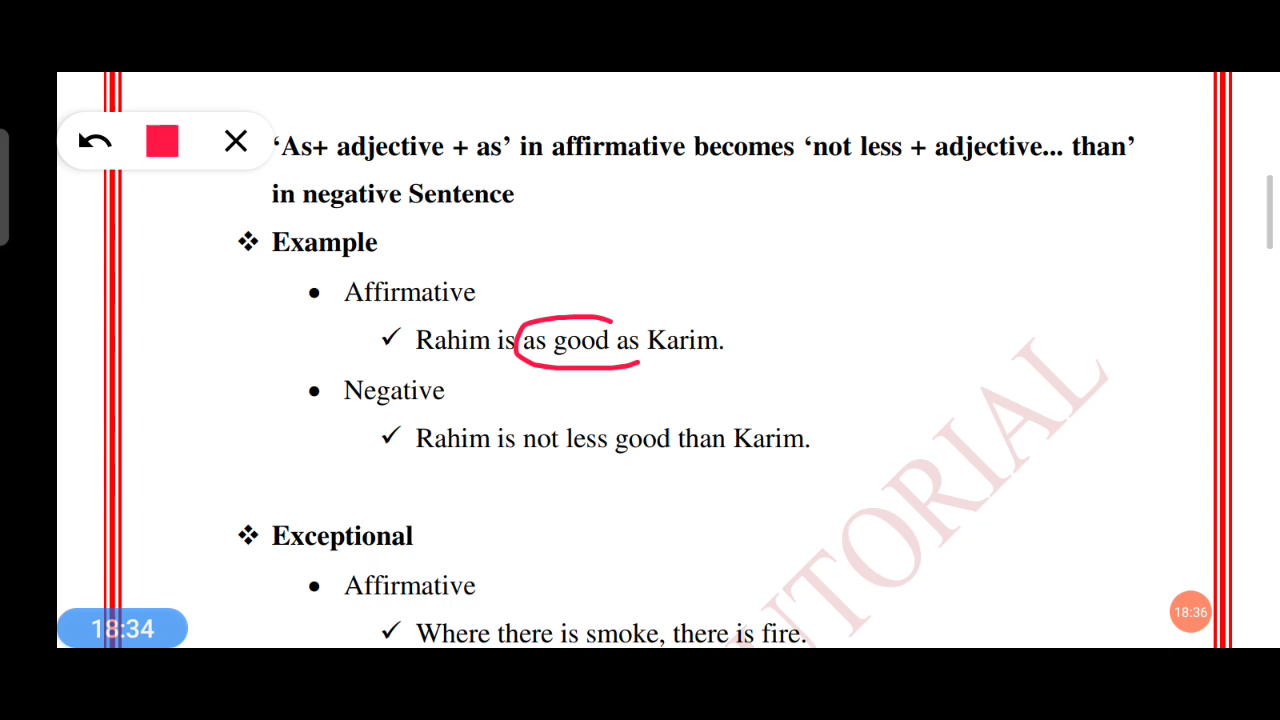 ‘As+ adjective + as’ in affirmative becomes ‘not less + adjective... than’
in negative Sentence
❖ Example
● Affirmative
✓ Rahim is as good as Karim.
● Negative
✓ Rahim is not less good than Karim.
❖ Exceptional
● Affirmative
✓ Where there is smoke, there is fire.
18:34
18:36